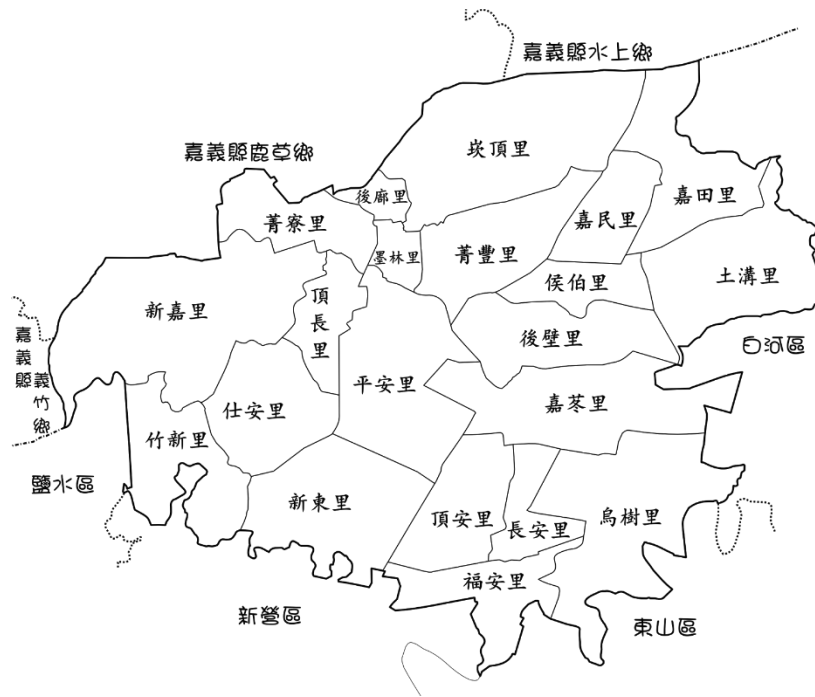 嘉義縣水上鄉
崁頂里
嘉義縣鹿草鄉
後廍里
嘉田里
嘉民里
菁寮里
菁豐里
墨林里
侯伯里
土溝里
新嘉里
頂長里
後壁里
白河區
嘉義縣義竹鄉
平安里
嘉苳里
仕安里
竹新里
鹽水區
新東里
頂安里
長安里
烏樹里
福安里
新營區
東山區